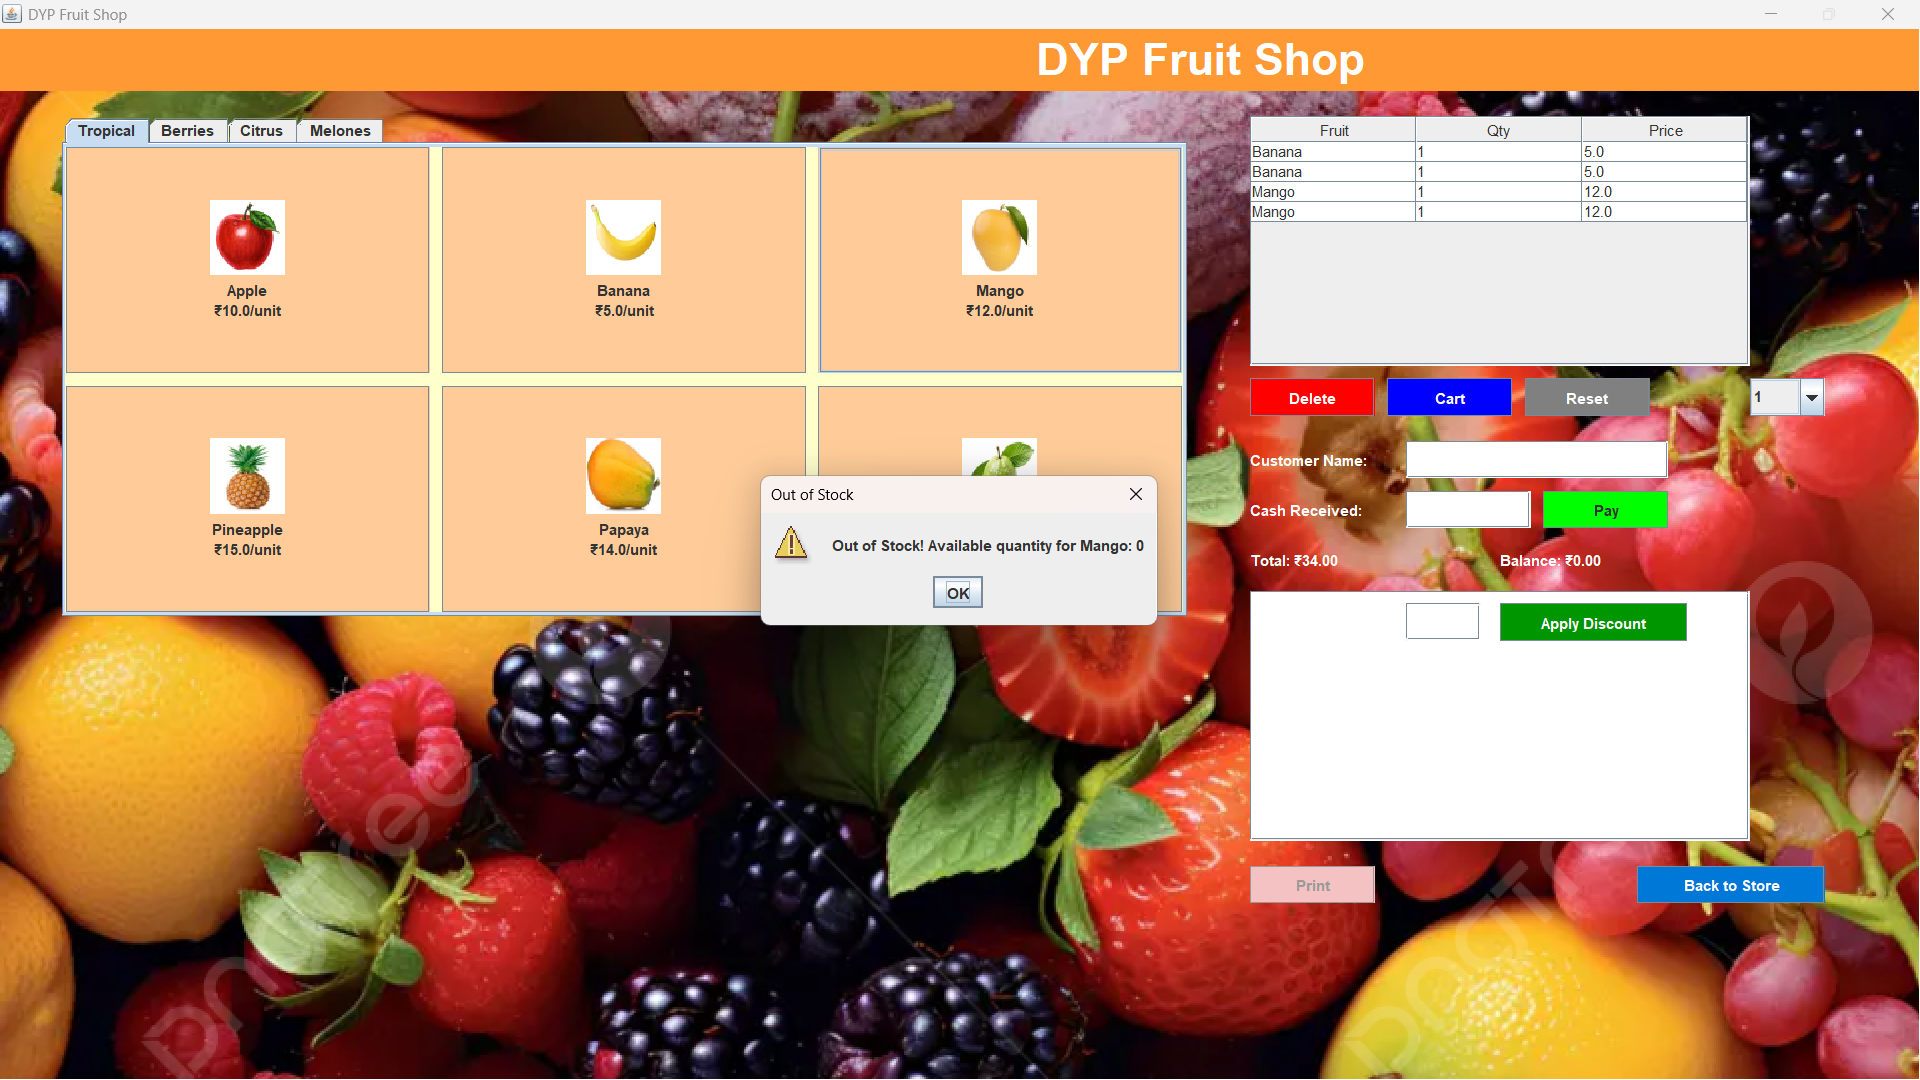 DYP Fruit Shop
DYP Fruit Shop
Tropical Berries Citrus Melones
Apple
₹10.0/unit
Banana
₹5.0/unit
Mango
₹12.0/unit
Pineapple
₹15.0/unit
Papaya
₹14.0/unit
Out of Stock
Out of Stock! Available quantity for Mango: 0
OK
Fruit Qty Price
Banana 1 5.0
Banana 1 5.0
Mango 1 12.0
Mango 1 12.0
Delete Cart Reset 1
Customer Name:
Cash Received: Pay
Total: ₹34.00 Balance: ₹0.00
Apply Discount
Print Back to Store